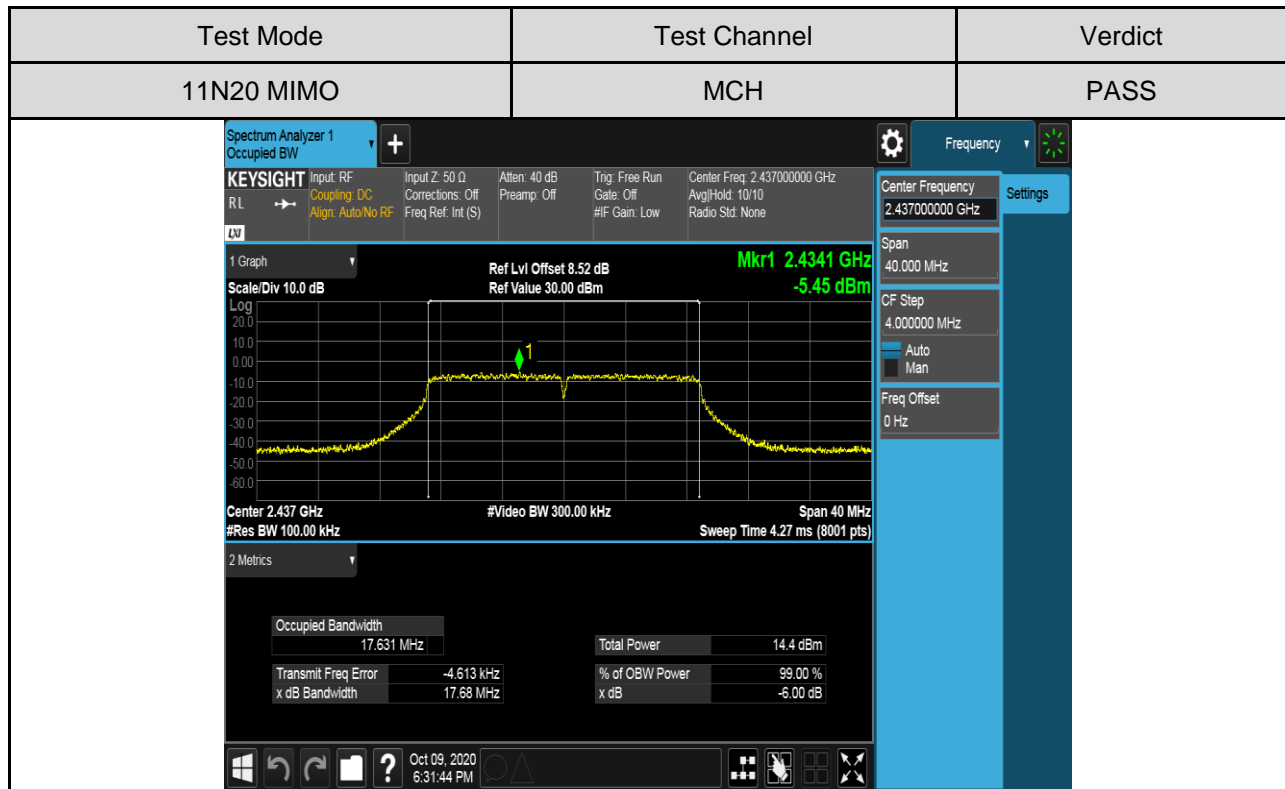 Test Mode Test Channel Verdict
11N20 MIMO MCH PASS
Spectrum Analyzer 1
Occupied BW
+
Frequency
KEYSIGHT Input: RF Input Z: 50 Ω Atten: 40 dB Trig: Free Run Center Freq: 2.437000000 GHz
RL Coupling: DC Corrections: Off Preamp: Off Gate: Off Avg|Hold: 10/10
Align: Auto/No RF Freq Ref: Int (S) #IF Gain: Low Radio Std: None
LXI
Center Frequency
2.437000000 GHz
Settings
Span
40.000 MHz
CF Step
4.000000 MHz
Auto
Man
Freq Offset
0 Hz
1 Graph
Ref Lvl Offset 8.52 dB
Mkr1 2.4341 GHz
Scale/Div 10.0 dB
Ref Value 30.00 dBm
-5.45 dBm
Log
20.0
10.0
0.00
-10.0
-20.0
-30.0
-40.0
-50.0
-60.0
1
Center 2.437 GHz #Video BW 300.00 kHz Span 40 MHz
#Res BW 100.00 kHz Sweep Time 4.27 ms (8001 pts)
2 Metrics
Occupied Bandwidth
17.631 MHz
Total Power 14.4 dBm
Transmit Freq Error -4.613 kHz % of OBW Power 99.00 %
x dB Bandwidth 17.68 MHz x dB -6.00 dB
?
Oct 09, 2020
6:31:44 PM